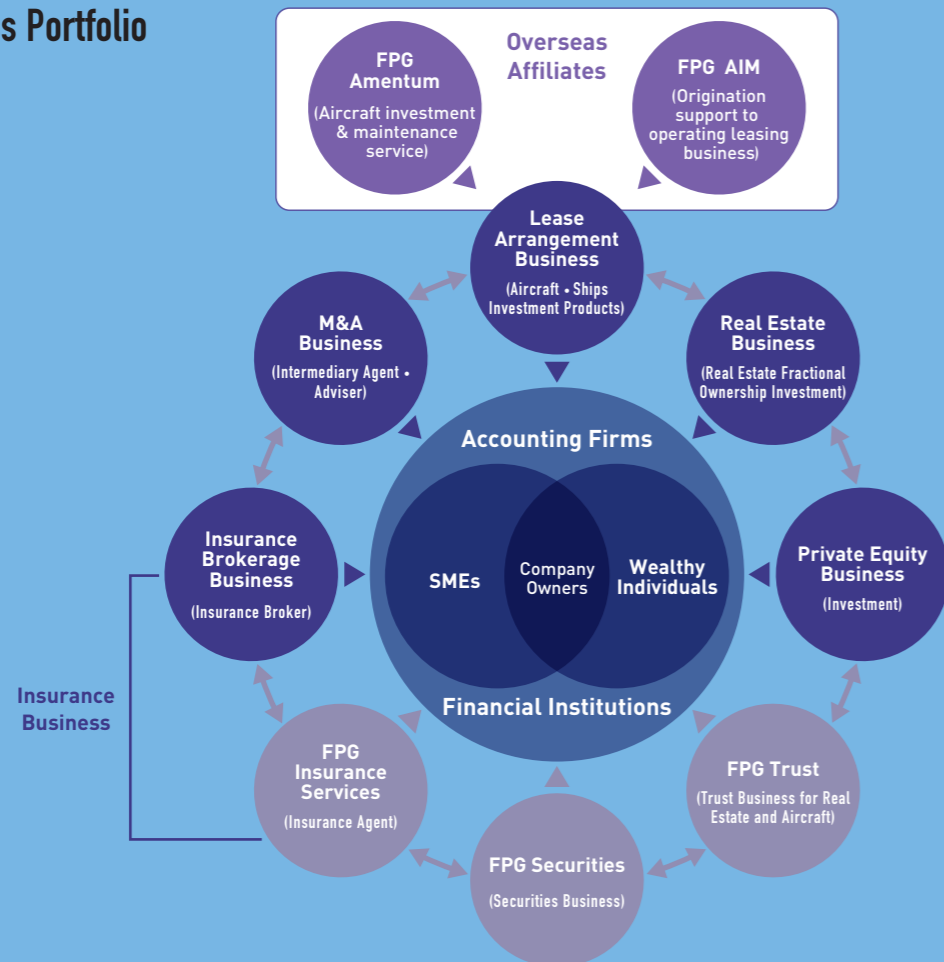 s Portfolio
Overseas
Affiliates
FPG
Amentum
(Aircraft investment
& maintenance
service)
FPG AIM
(Origination
support to
operating leasing
business)
Lease
Arrangement
Business
(Aircraft • Ships
Investment Products)
M&A
Business
(Intermediary Agent •
Adviser)
Real Estate
Business
(Real Estate Fractional
Ownership Investment)
Accounting Firms
Insurance
Brokerage
Business
(Insurance Broker)
SMEs
Company
Owners
Wealthy
Individuals
Private Equity
Business
(Investment)
Financial Institutions
Insurance
Business
FPG
Insurance
Services
(Insurance Agent)
FPG Trust
(Trust Business for Real
Estate and Aircraft)
FPG Securities
(Securities Business)